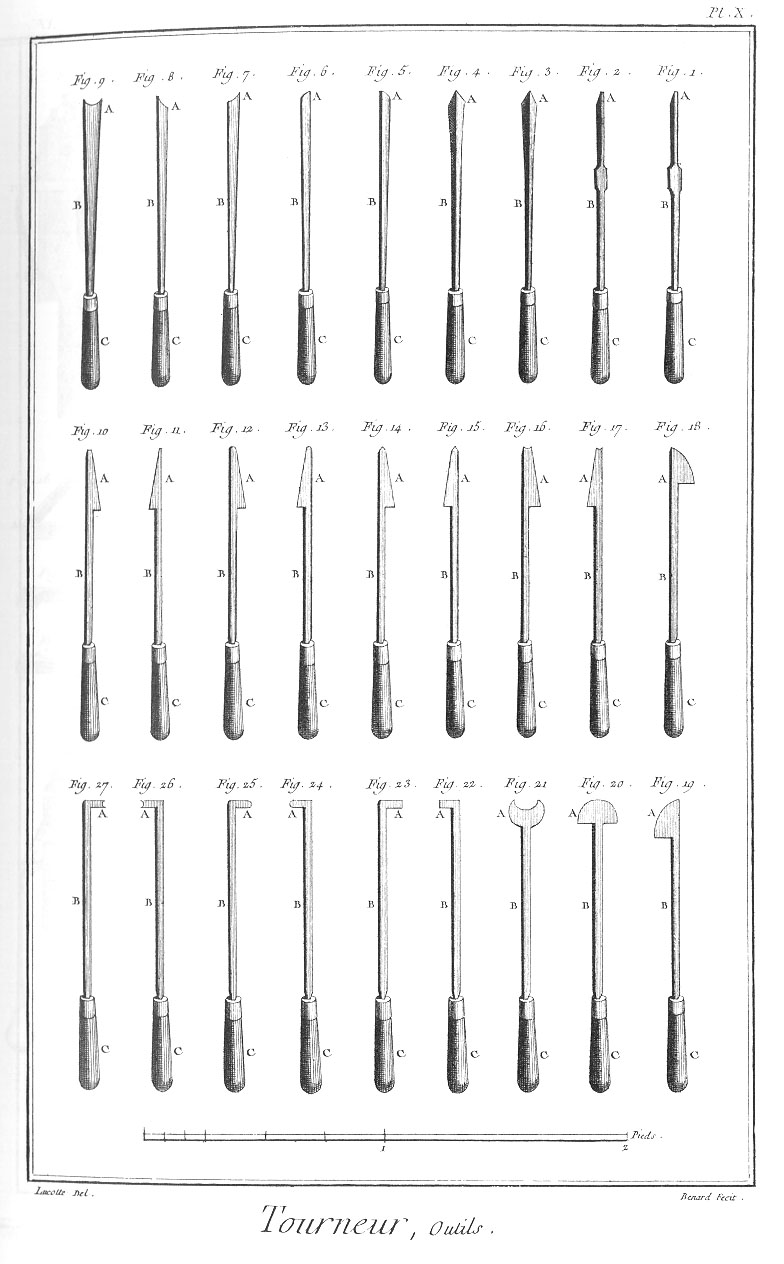 Pl. X.
Fig. 9. Fig. 8. Fig. 7. Fig. 6. Fig. 5. Fig. 4. Fig. 3. Fig. 2. Fig. 1.
A A A A A A A A A
B B B B B B B B B
C C C C C C C C C
Fig. 10 Fig. 11. Fig. 12. Fig. 13. Fig. 14. Fig. 15. Fig. 16. Fig. 17. Fig. 18.
A A A A A A A A A
B B B B B B B B B
C C C C C C C C C
Fig. 27. Fig. 26. Fig. 25. Fig. 24. Fig. 23. Fig. 22. Fig. 21 Fig. 20. Fig. 19.
A A A A A A A A A
B B B B B B B B B
C C C C C C C C C
Pieds.
1 2
Lucotte Del. Benard Fecit.
Tourneur, Outils.